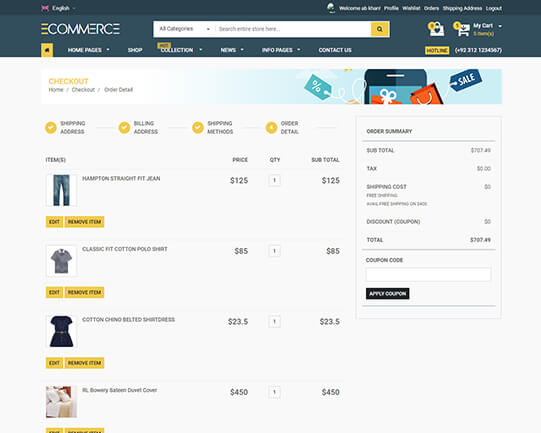 English
Welcome ab khan! Profile Wishlist Orders Shipping Address Logout
ECOMMERCE
All Categories
Search entire store here...
My Cart
5 Item(s)
HOME PAGES SHOP COLLECTION NEWS INFO PAGES CONTACT US
HOT
HOTLINE (+92 312 1234567)
CHECKOUT
Home / Checkout / Order Detail
SALE
SHIPPING ADDRESS
BILLING ADDRESS
SHIPPING METHODS
4 ORDER DETAIL
ITEM(S) PRICE QTY SUB TOTAL
HAMPTON STRAIGHT FIT JEAN $125 1 $125
EDIT REMOVE ITEM
CLASSIC FIT COTTON POLO SHIRT $85 1 $85
EDIT REMOVE ITEM
COTTON CHINO BELTED SHIRTDRESS $23.5 1 $23.5
EDIT REMOVE ITEM
RL Bowery Sateen Duvet Cover $450 1 $450
EDIT REMOVE ITEM
ORDER SUMMARY
SUB TOTAL $707.49
TAX $0.00
SHIPPING COST $0
FREE SHIPPING
AVAIL FREE SHIPPING ON $400
DISCOUNT (COUPON) $0
TOTAL $707.49
COUPON CODE
APPLY COUPON